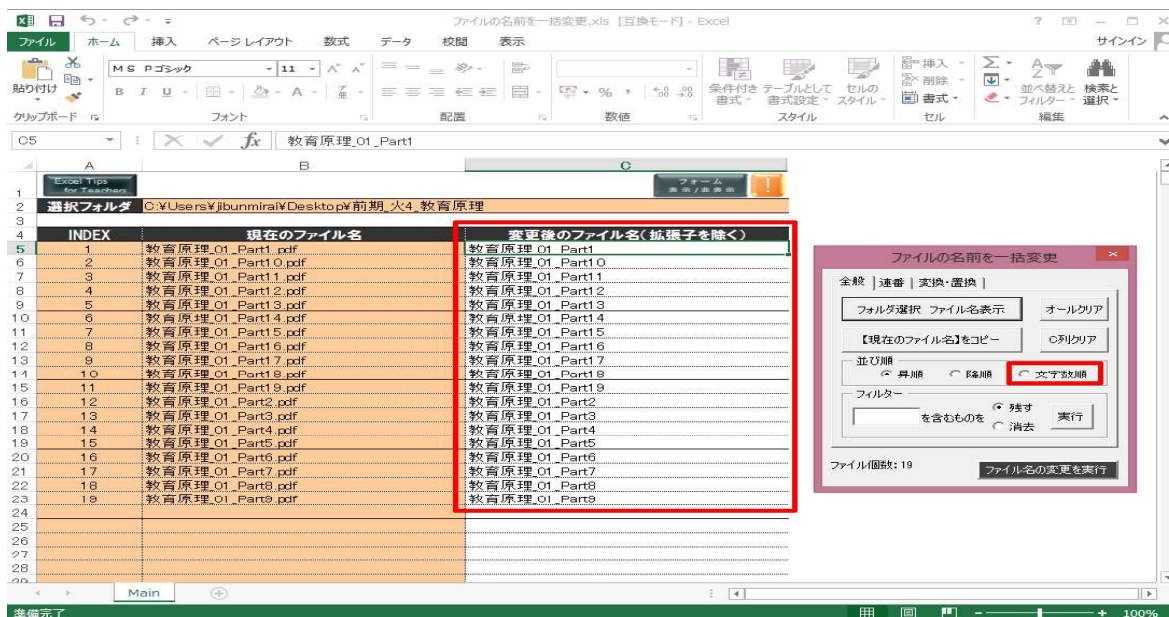 ファイルの名前を一括変更.xls [互換モード] - Excel
ファイル ホーム 挿入 ページ レイアウト 数式 データ 校閲 表示 サインイン
貼り付け
MS Pゴシック 11
B I U
条件付き書式 テーブルとして書式設定 セルのスタイル
挿入
削除
書式
並べ替えと フィルター 検索と 選択
クリップボード フォント 配置 数値 スタイル セル 編集
C5 fx 教育原理_01_Part1
A B C
1 Excel Tips for Teachers フォーム 表示/非表示 !
2 選択フォルダ C:¥Users¥jibunmirai¥Desktop¥前期_火4_教育原理
3
4 INDEX 現在のファイル名 変更後のファイル名(拡張子を除く)
5 1 教育原理_01_Part1.pdf 教育原理_01_Part1
6 2 教育原理_01_Part10.pdf 教育原理_01_Part10
7 3 教育原理_01_Part11.pdf 教育原理_01_Part11
8 4 教育原理_01_Part12.pdf 教育原理_01_Part12
9 5 教育原理_01_Part13.pdf 教育原理_01_Part13
10 6 教育原理_01_Part14.pdf 教育原理_01_Part14
11 7 教育原理_01_Part15.pdf 教育原理_01_Part15
12 8 教育原理_01_Part16.pdf 教育原理_01_Part16
13 9 教育原理_01_Part17.pdf 教育原理_01_Part17
14 10 教育原理_01_Part18.pdf 教育原理_01_Part18
15 11 教育原理_01_Part19.pdf 教育原理_01_Part19
16 12 教育原理_01_Part2.pdf 教育原理_01_Part2
17 13 教育原理_01_Part3.pdf 教育原理_01_Part3
18 14 教育原理_01_Part4.pdf 教育原理_01_Part4
19 15 教育原理_01_Part5.pdf 教育原理_01_Part5
20 16 教育原理_01_Part6.pdf 教育原理_01_Part6
21 17 教育原理_01_Part7.pdf 教育原理_01_Part7
22 18 教育原理_01_Part8.pdf 教育原理_01_Part8
23 19 教育原理_01_Part9.pdf 教育原理_01_Part9
24
25
26
27
28
29
ファイルの名前を一括変更
全般 連番 変換・置換
フォルダ選択 ファイル名表示 オールクリア
【現在のファイル名】をコピー C列クリア
並び順
昇順 降順 文字数順
フィルター
を含むものを 残す 消去 実行
ファイル個数: 19 ファイル名の変更を実行
Main
準備完了 100%